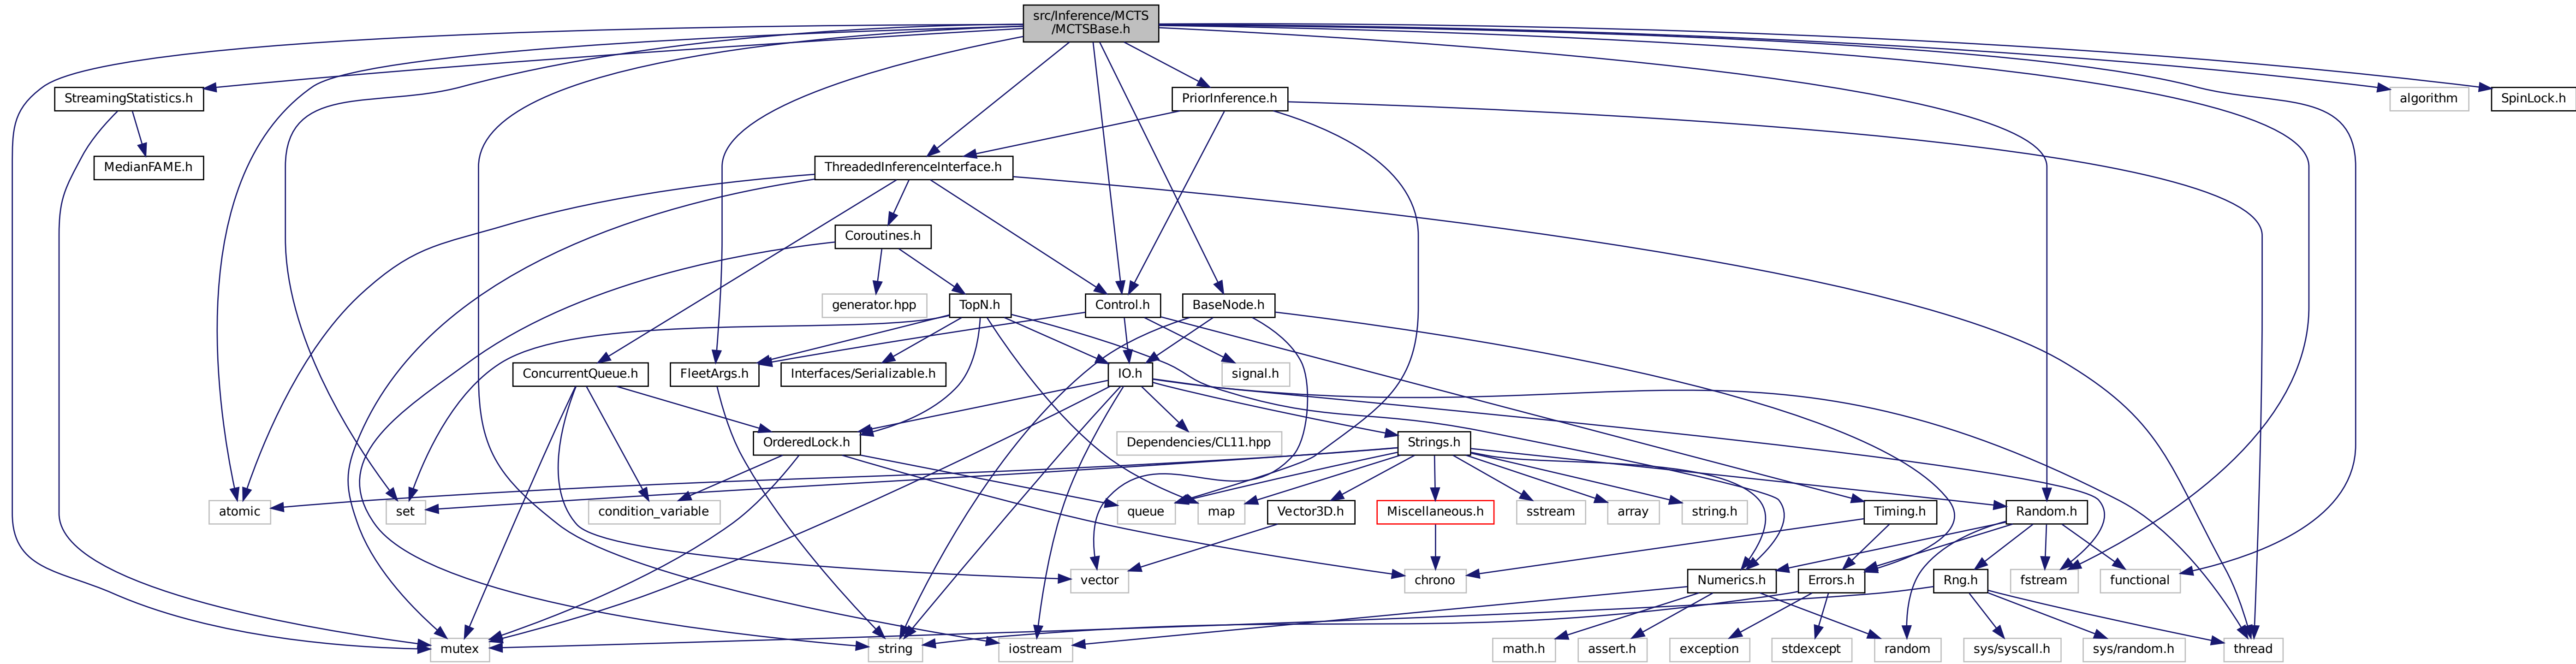 src/Inference/MCTS
/MCTSBase.h
StreamingStatistics.h
PriorInference.h
algorithm
SpinLock.h
MedianFAME.h
ThreadedInferenceInterface.h
Coroutines.h
generator.hpp
TopN.h
Control.h
BaseNode.h
ConcurrentQueue.h
FleetArgs.h
Interfaces/Serializable.h
IO.h
signal.h
OrderedLock.h
Dependencies/CL11.hpp
Strings.h
atomic
set
condition_variable
queue
map
Vector3D.h
Miscellaneous.h
sstream
array
string.h
Timing.h
Random.h
vector
chrono
Numerics.h
Errors.h
Rng.h
fstream
functional
mutex
string
iostream
math.h
assert.h
exception
stdexcept
random
sys/syscall.h
sys/random.h
thread